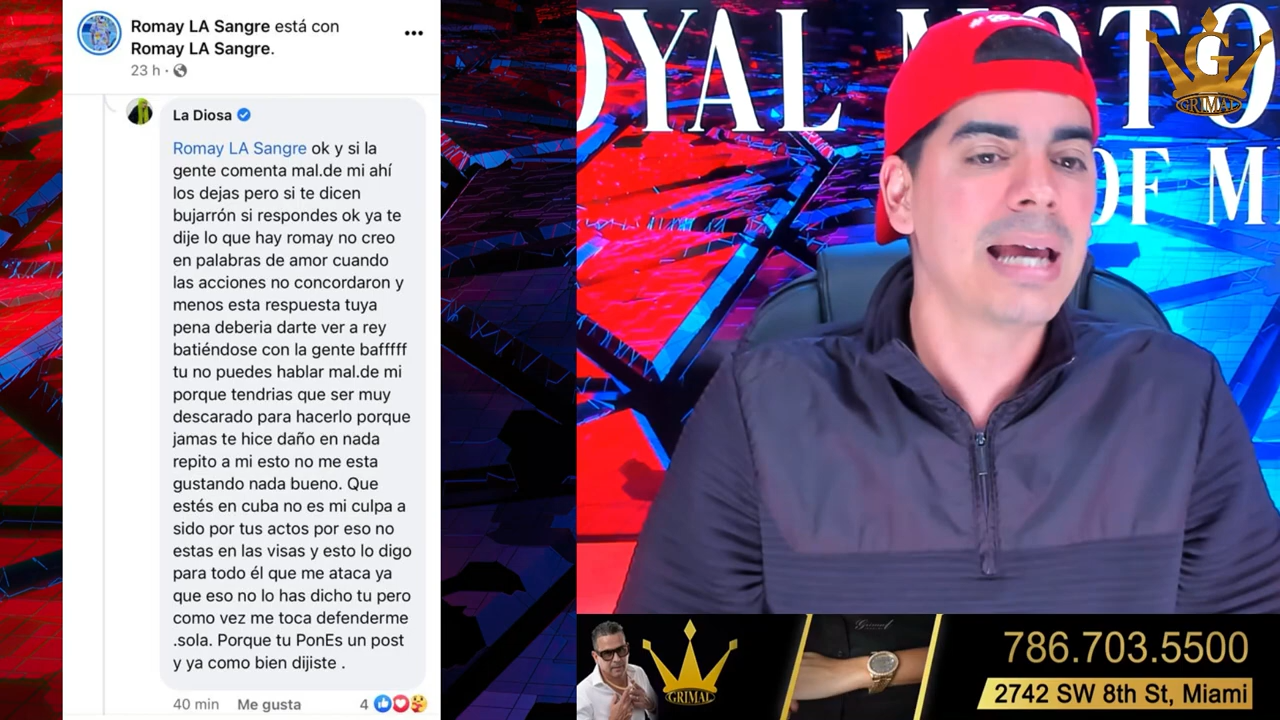 Romay LA Sangre está con
Romay LA Sangre.
23 h ·
La Diosa
Romay LA Sangre ok y si la
gente comenta mal.de mi ahí
los dejas pero si te dicen
bujarrón si respondes ok ya te
dije lo que hay romay no creo
en palabras de amor cuando
las acciones no concordaron y
menos esta respuesta tuya
pena deberia darte ver a rey
batiéndose con la gente bafffff
tu no puedes hablar mal.de mi
porque tendrias que ser muy
descarado para hacerlo porque
jamas te hice daño en nada
repito a mi esto no me esta
gustando nada bueno. Que
estés en cuba no es mi culpa a
sido por tus actos por eso no
estas en las visas y esto lo digo
para todo él que me ataca ya
que eso no lo has dicho tu pero
como vez me toca defenderme
.sola. Porque tu PonEs un post
y ya como bien dijiste .
40 min Me gusta 4
OYAL MOTO
OF MI
G
GRIMAL
GRIMAL
786.703.5500
2742 SW 8th St, Miami